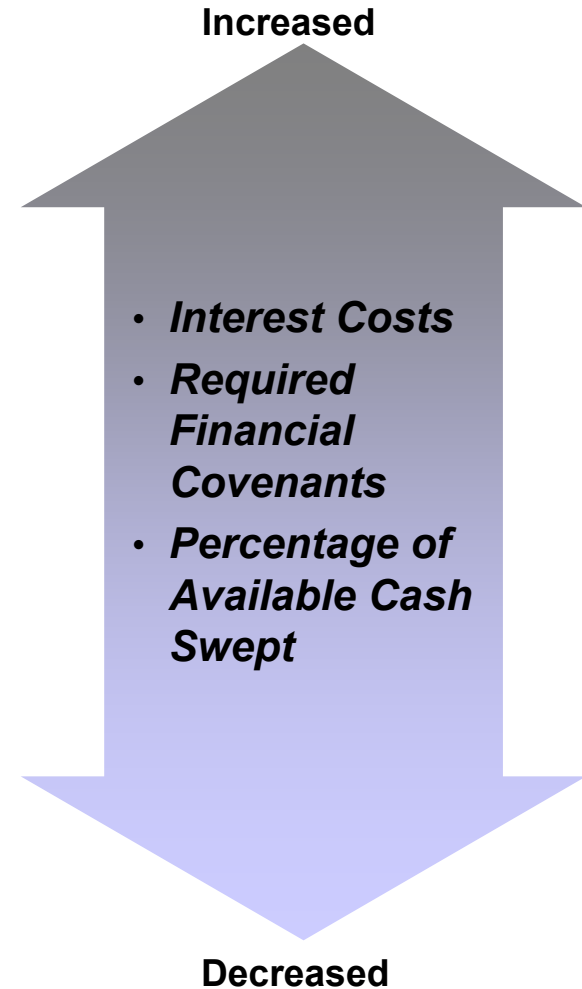 Increased
• Interest Costs
• Required
Financial
Covenants
• Percentage of
Available Cash
Swept
Decreased